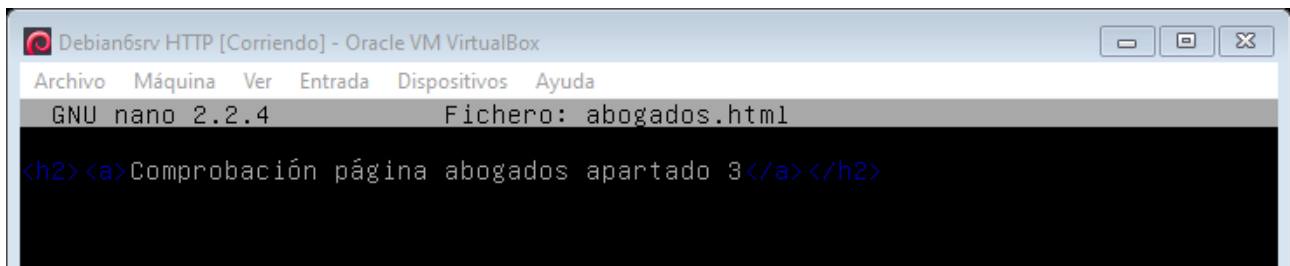 Debian6srv HTTP [Corriendo] - Oracle VM VirtualBox
Archivo Máquina Ver Entrada Dispositivos Ayuda
GNU nano 2.2.4 Fichero: abogados.html
<h2><a>Comprobación página abogados apartado 3</a></h2>